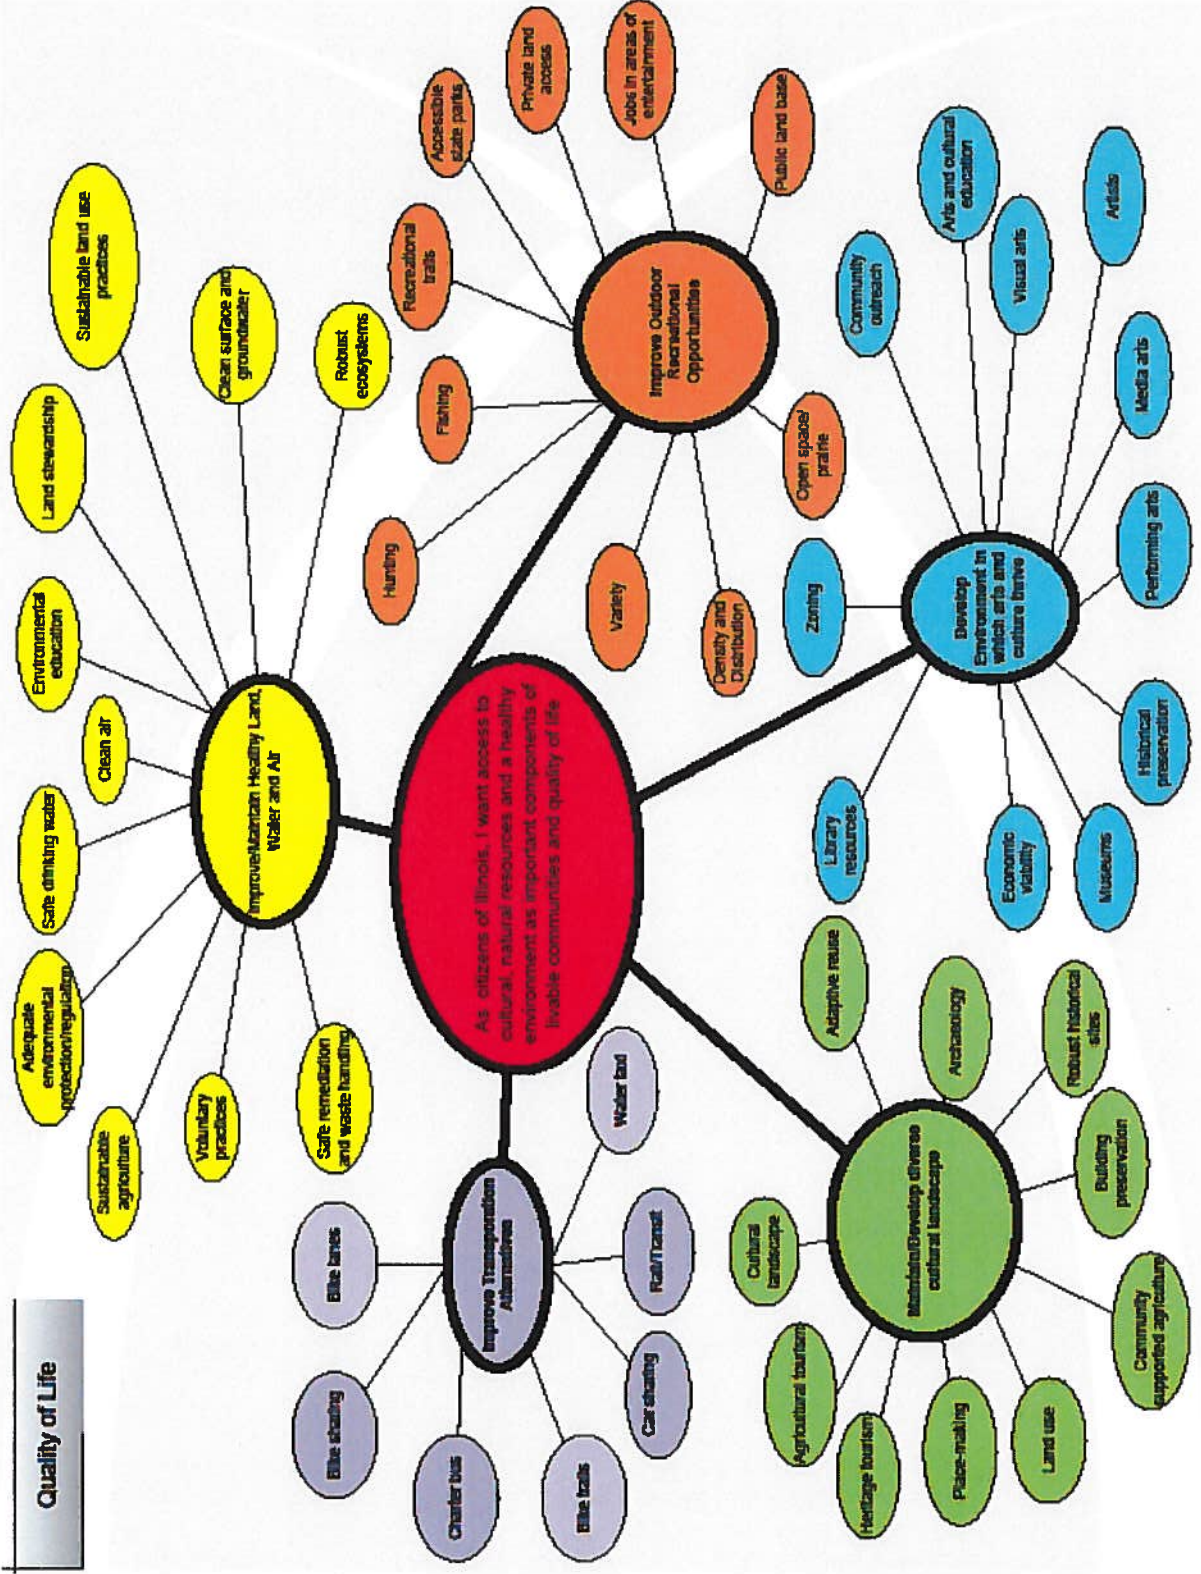 Quality of Life
As citizens of Illinois, I want access to
cultural, natural resources and a healthy
environment as important components of
livable communities and quality of life
Improve/Maintain Healthy Land,
Water and Air
Sustainable
agriculture
Adequate
environmental
protection/regulation
Safe drinking water
Clean air
Environmental
education
Land stewardship
Sustainable land use
practices
Clean surface and
groundwater
Robust
ecosystems
Voluntary
practices
Safe remediation
and waste handling
Improve Outdoor
Recreational
Opportunities
Hunting
Fishing
Recreational
trails
Accessible
state parks
Private land
access
Jobs in areas of
entertainment
Public land base
Open space/
prairie
Density and
Distribution
Variety
Improve Transportation
Alternatives
Bike lanes
Bike sharing
Charter bus
Bike trails
Car sharing
Rail/Transit
Water taxi
Maintain/Develop diverse
cultural landscape
Cultural
landscape
Agricultural tourism
Heritage tourism
Place-making
Land use
Community
supported agriculture
Building
preservation
Robust historical
sites
Archaeology
Adaptive reuse
Develop
Environment in
which arts and
culture thrive
Library
resources
Zoning
Community
outreach
Arts and cultural
education
Visual arts
Artists
Media arts
Performing arts
Historical
preservation
Museums
Economic
viability